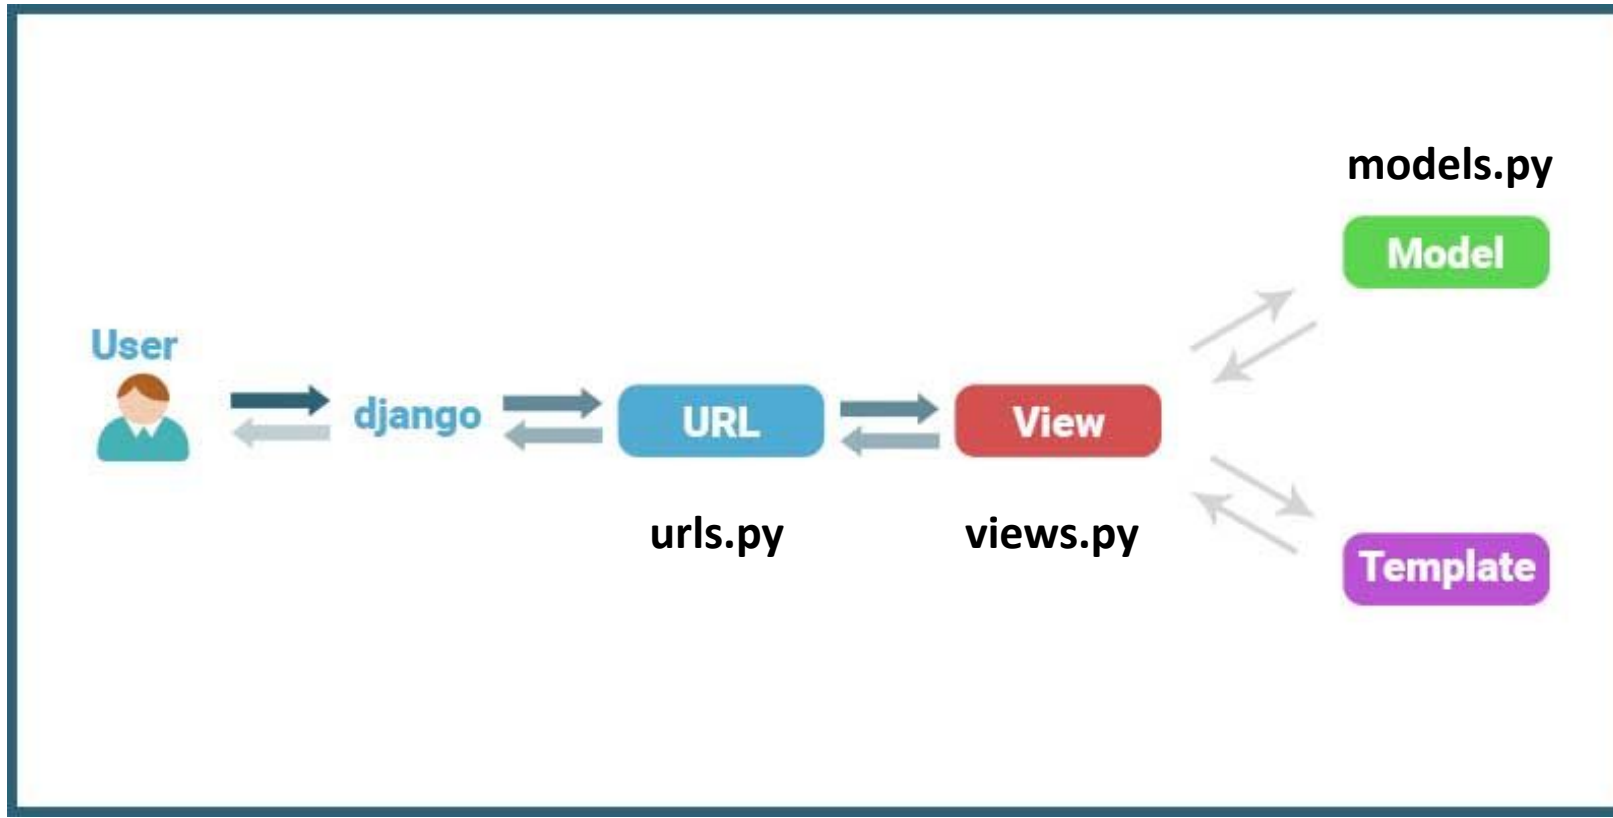 models.py
Model
User
django
URL
View
urls.py
views.py
Template